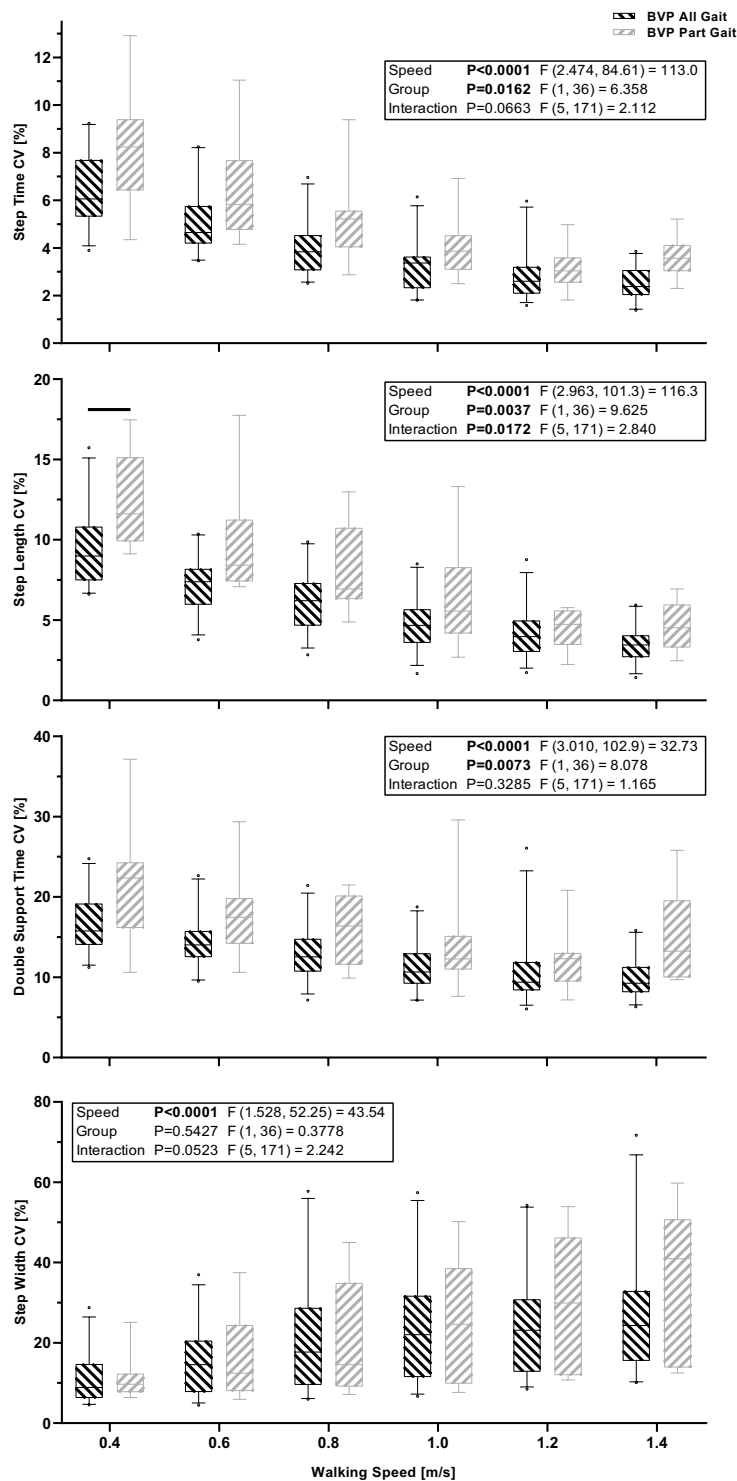 BVP All Gait
BVP Part Gait
Step Time CV [%]
12
10
8
6
4
2
0
Speed P<0.0001 F (2.474, 84.61) = 113.0
Group P=0.0162 F (1, 36) = 6.358
Interaction P=0.0663 F (5, 171) = 2.112
Step Length CV [%]
20
15
10
5
0
Speed P<0.0001 F (2.963, 101.3) = 116.3
Group P=0.0037 F (1, 36) = 9.625
Interaction P=0.0172 F (5, 171) = 2.840
Double Support Time CV [%]
40
30
20
10
0
Speed P<0.0001 F (3.010, 102.9) = 32.73
Group P=0.0073 F (1, 36) = 8.078
Interaction P=0.3285 F (5, 171) = 1.165
Step Width CV [%]
80
60
40
20
0
Speed P<0.0001 F (1.528, 52.25) = 43.54
Group P=0.5427 F (1, 36) = 0.3778
Interaction P=0.0523 F (5, 171) = 2.242
0.4 0.6 0.8 1.0 1.2 1.4
Walking Speed [m/s]